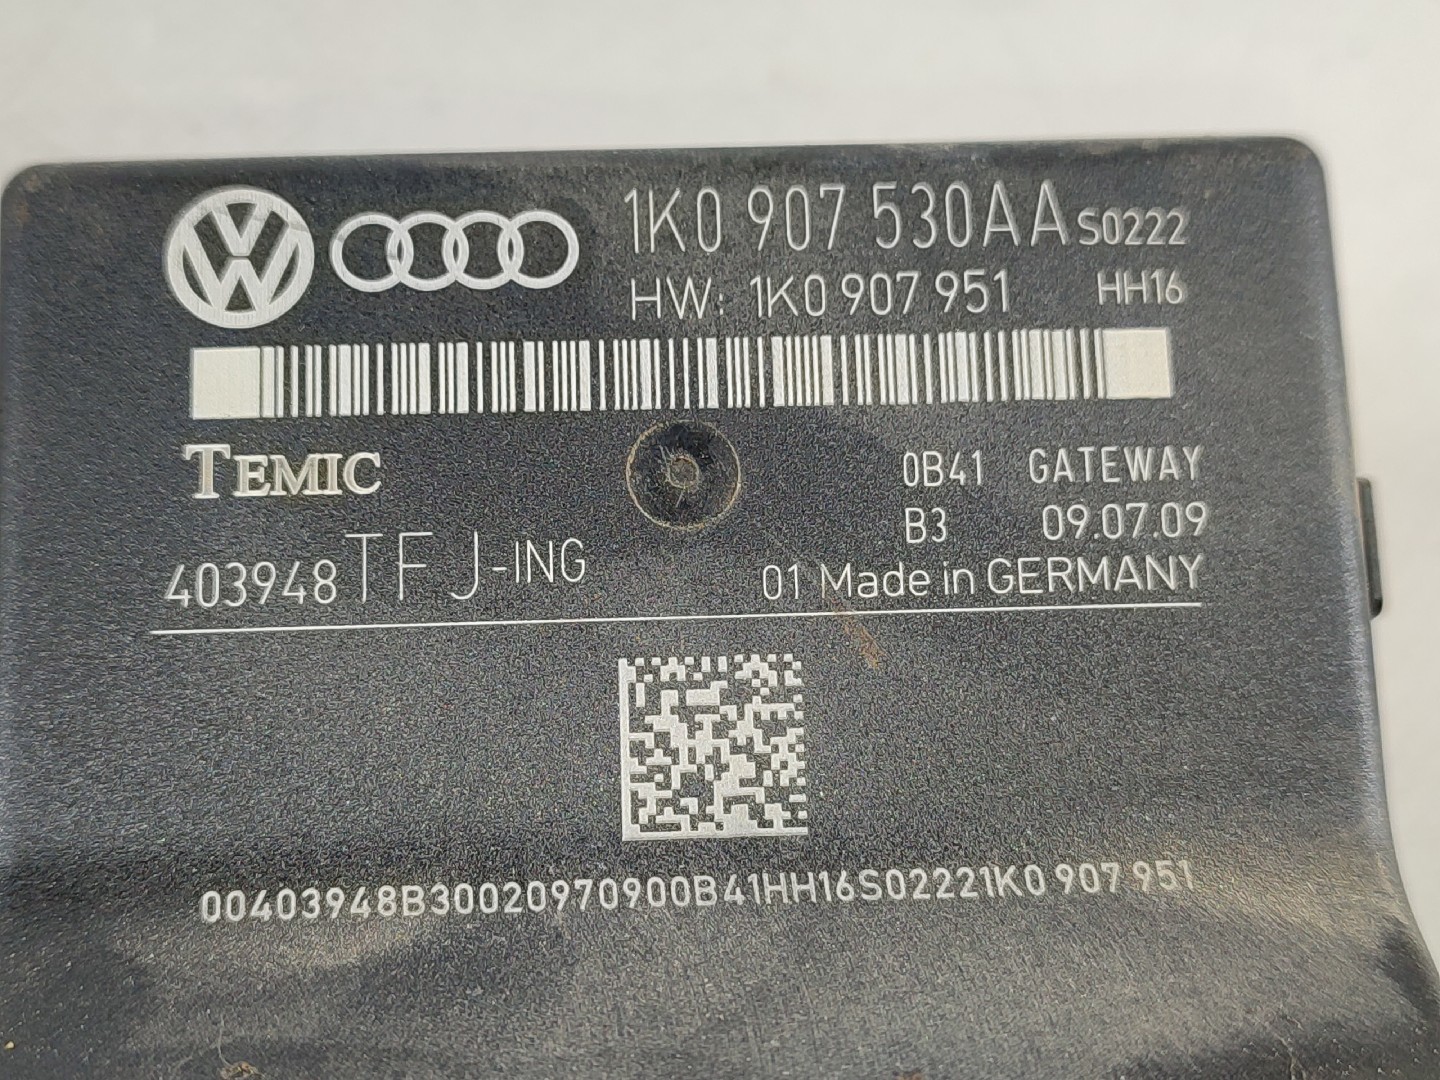 1K0 907 530AA S0222
HW: 1K0 907 951 HH16
TEMIC
0B41 GATEWAY
B3 09.07.09
403948TFJ-ING
01 Made in GERMANY
00403948B30020970900B41HH16S02221K0 907 951